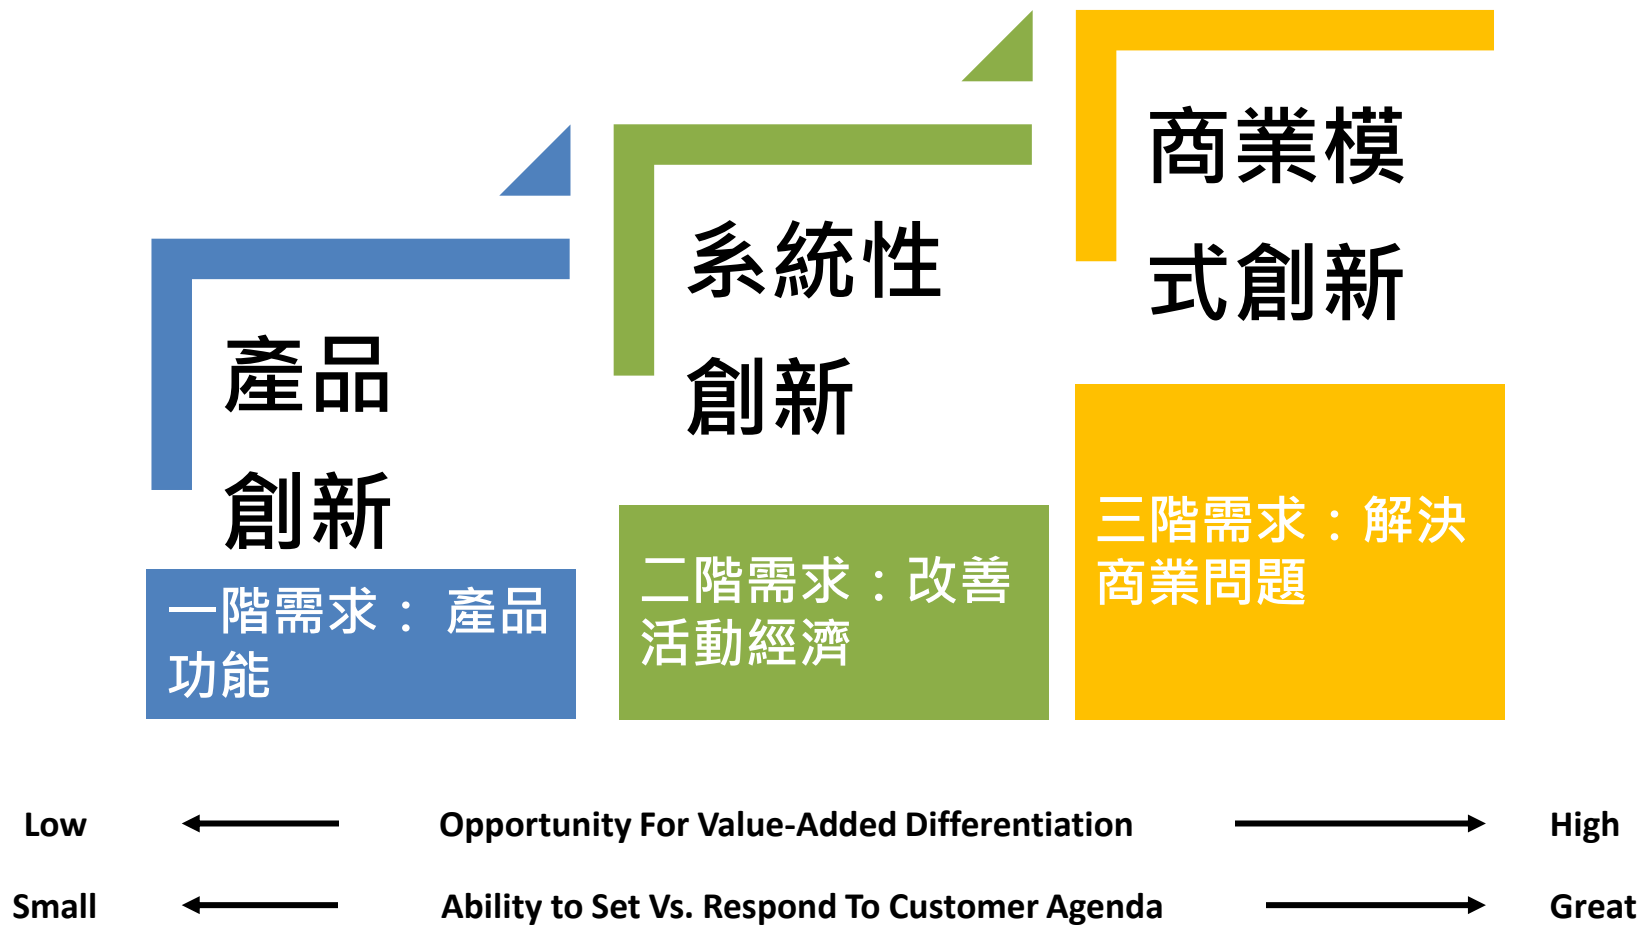 產品
創新
一階需求： 產品
功能
系統性
創新
二階需求：改善
活動經濟
商業模
式創新
三階需求：解決
商業問題
Low Opportunity For Value-Added Differentiation High
Small Ability to Set Vs. Respond To Customer Agenda Great